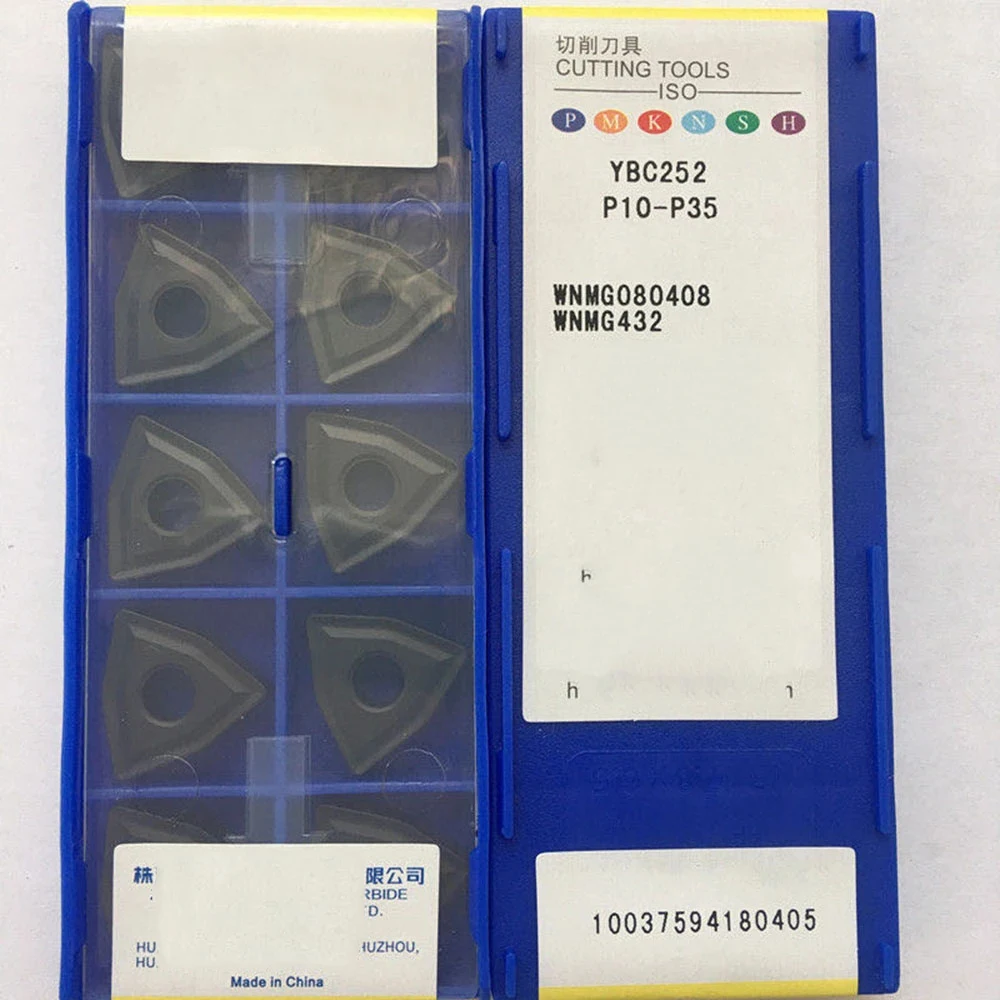 切削刀具
CUTTING TOOLS
ISO
P M K N S H
YBC252
P10-P35
WNMG080408
WNMG432
h
10037594180405
株 限公司
RBIDE
D.
HU IUZHOU,
HU
Made in China